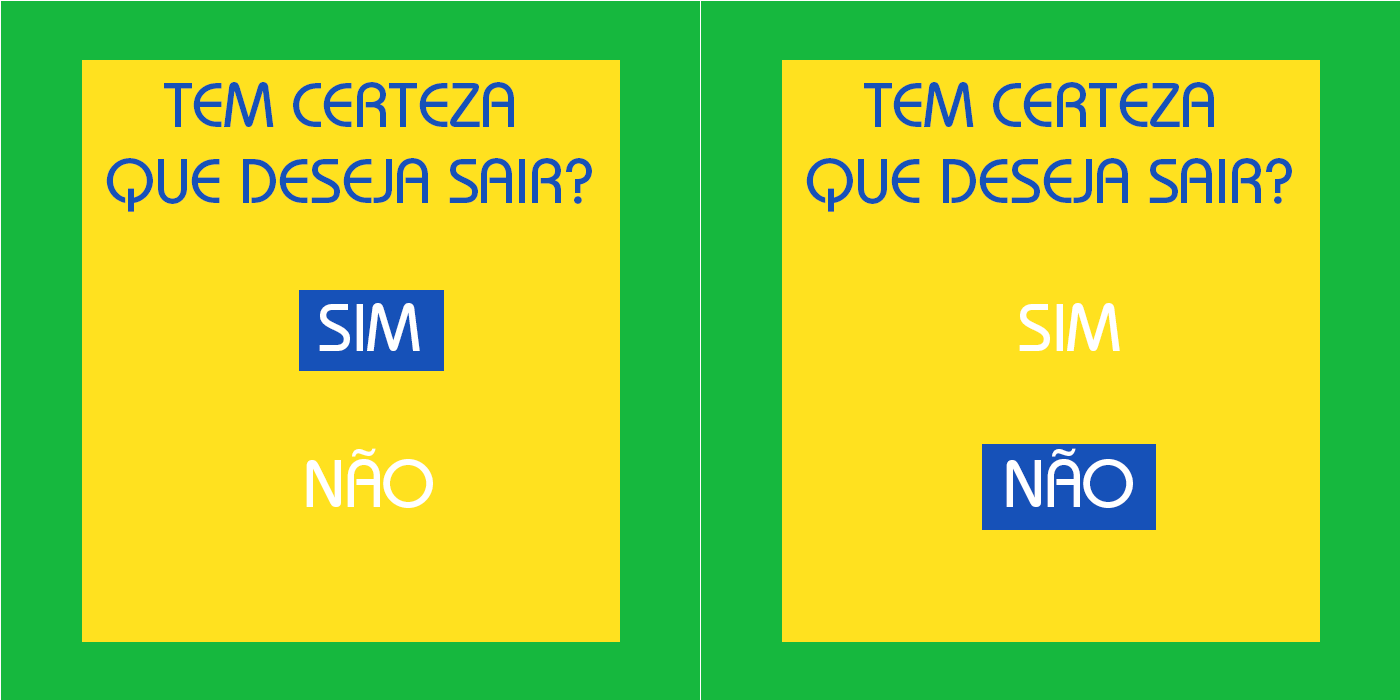 TEM CERTEZA
QUE DESEJA SAIR?
SIM
NÃO
TEM CERTEZA
QUE DESEJA SAIR?
SIM
NÃO